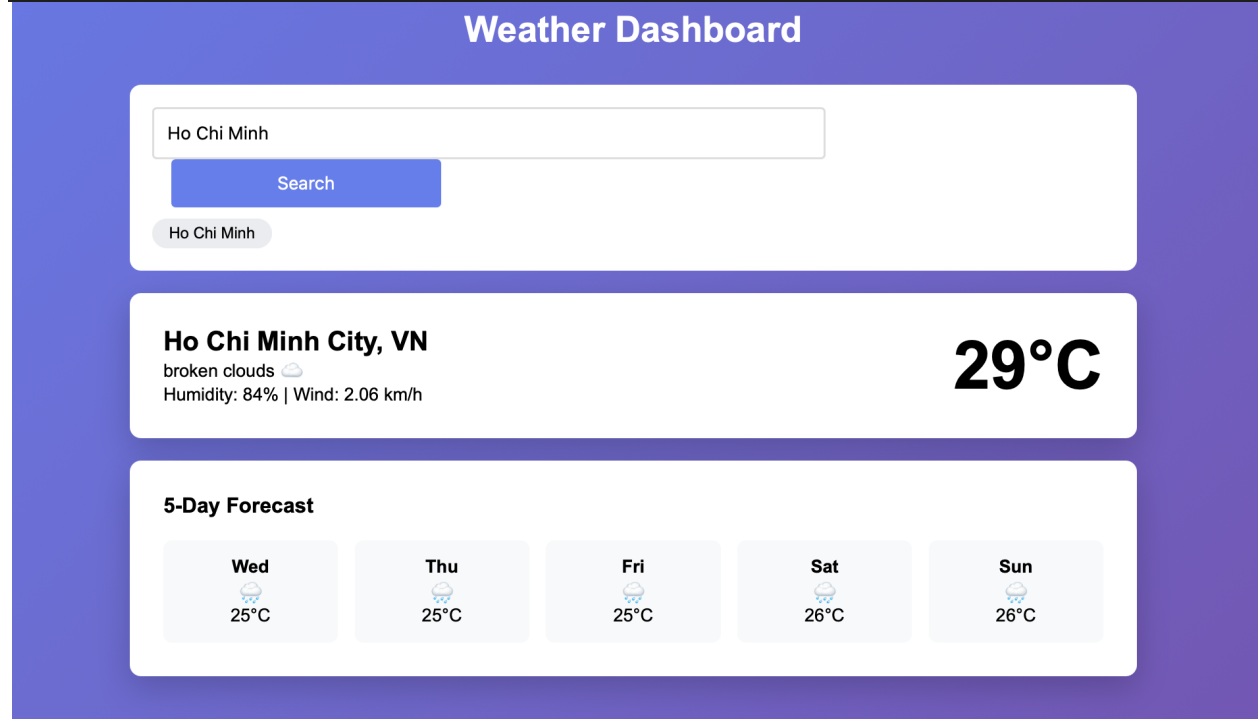 Weather Dashboard
Ho Chi Minh
Search
Ho Chi Minh
Ho Chi Minh City, VN
broken clouds ☁️
Humidity: 84% | Wind: 2.06 km/h
29°C
5-Day Forecast
Wed Thu Fri Sat Sun
25°C 25°C 25°C 26°C 26°C